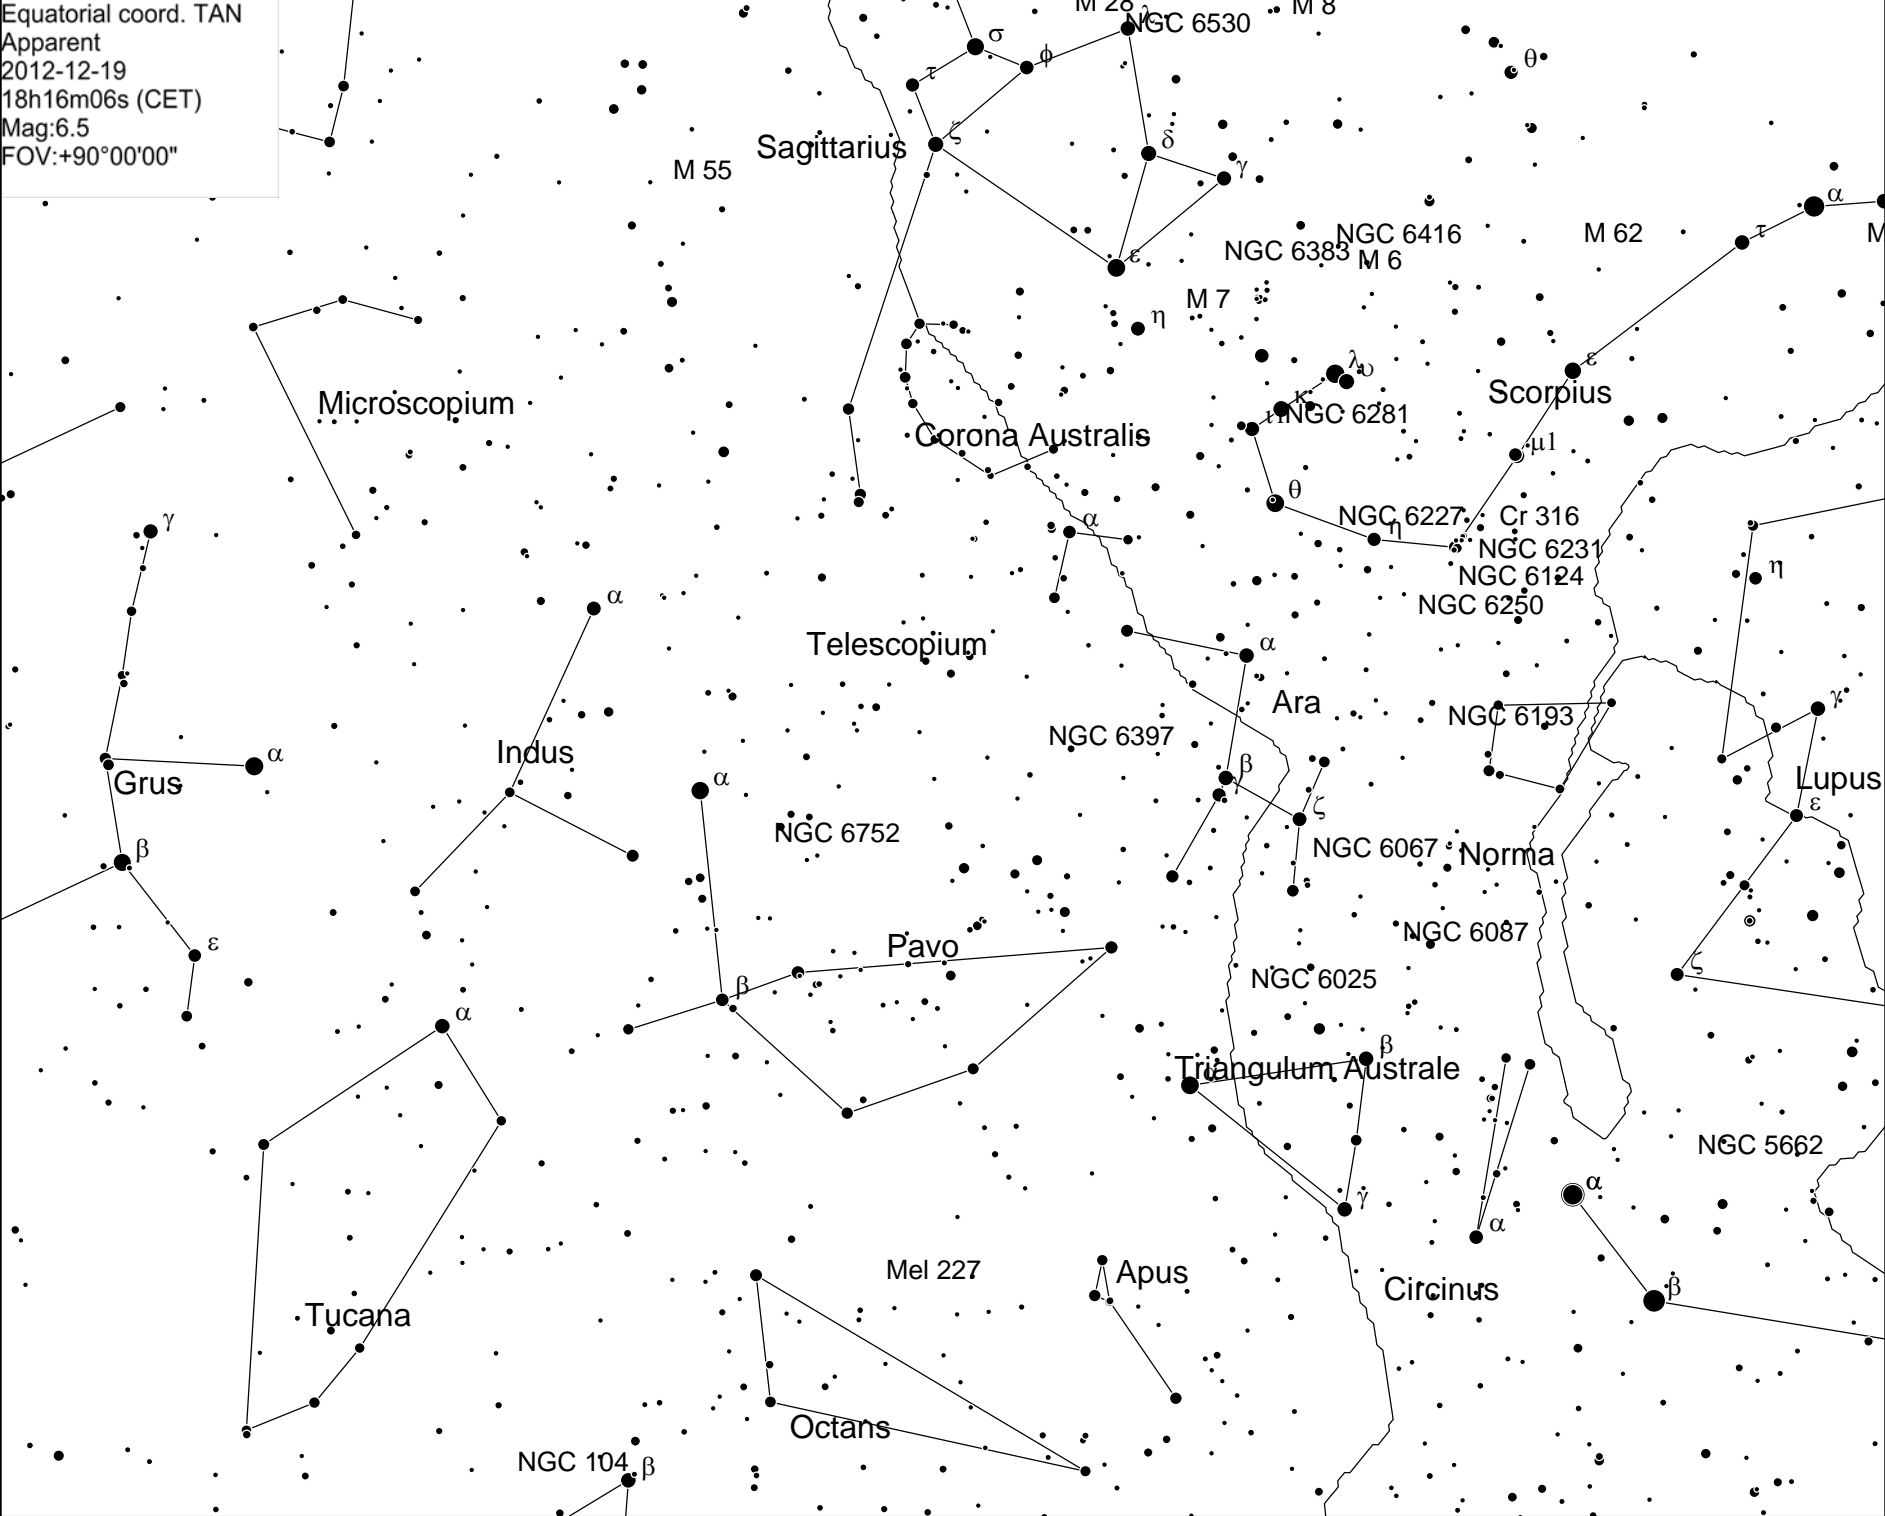 Equatorial coord. TAN
Apparent
2012-12-19
18h16m06s (CET)
Mag:6.5
FOV:+90°00'00"
M 28
λ
NGC 6530
M 8
σ
ϕ
θ
τ
Sagittarius
ζ
δ
M 55
γ
α
τ
NGC 6416
M 62
M
NGC 6383
ε
M 6
M 7
η
λ
υ
ε
Scorpius
κ
ι1
NGC 6281
Microscopium
Corona Australis
μ1
θ
γ
α
NGC 6227
η
Cr 316
NGC 6231
NGC 6124
η
α
NGC 6250
Telescopium
α
Ara
γ
NGC 6193
NGC 6397
Indus
α
Grus
α
β
Lupus
ζ
ε
NGC 6752
NGC 6067
Norma
β
NGC 6087
Pavo
ε
NGC 6025
ζ
β
α
β
Triangulum Australe
α
NGC 5662
α
γ
α
Mel 227
Apus
Circinus
β
Tucana
Octans
NGC 104
β